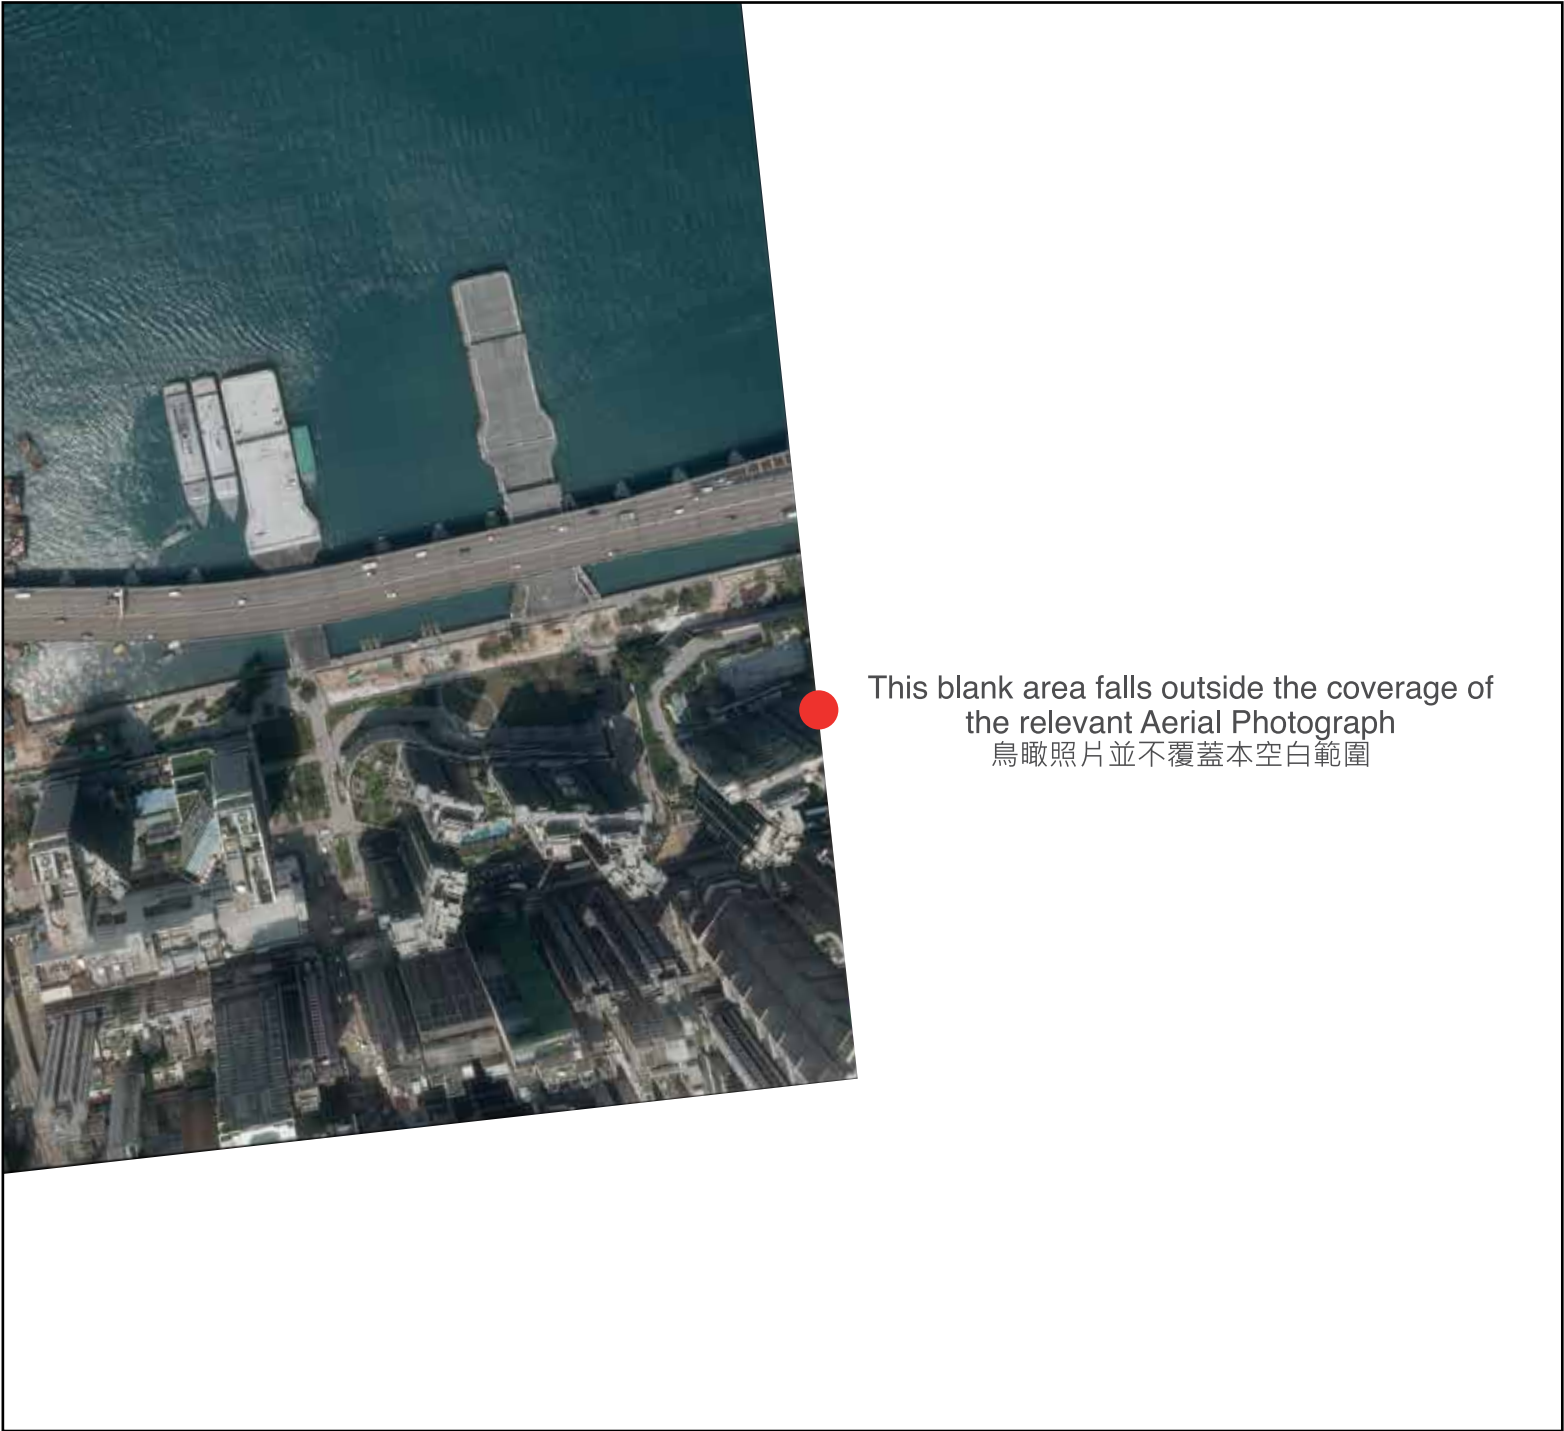 This blank area falls outside the coverage of
the relevant Aerial Photograph
鳥瞰照片並不覆蓋本空白範圍